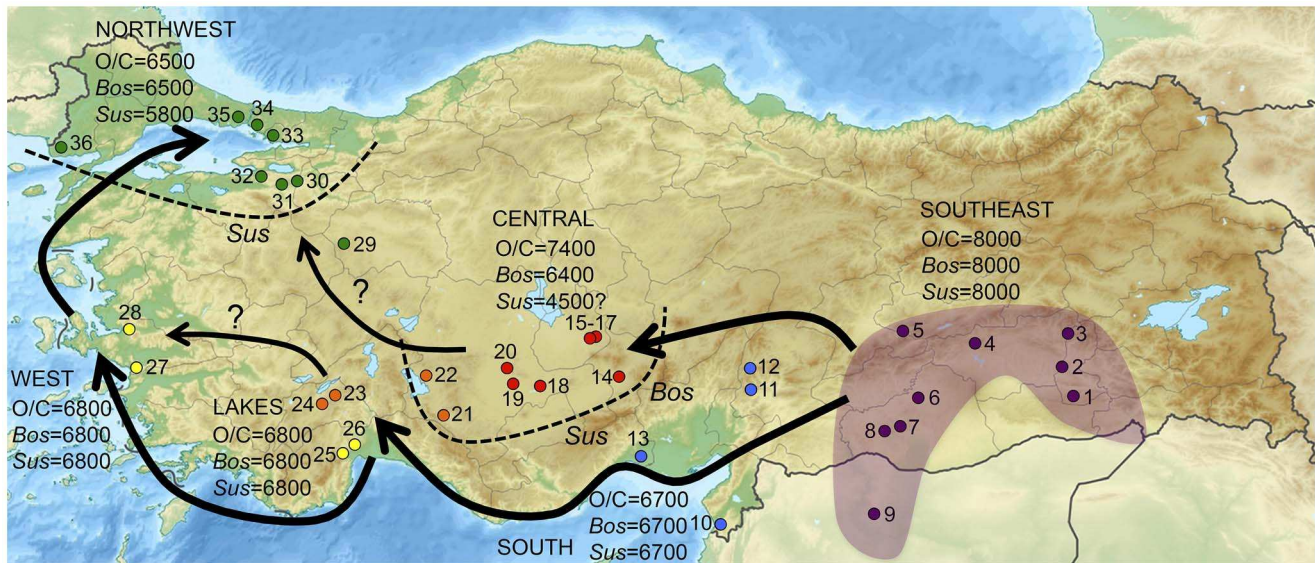 NORTHWEST
O/C=6500
Bos=6500
Sus=5800
35
34
33
36
32
31
30
Sus
29
?
CENTRAL
O/C=7400
Bos=6400
Sus=4500?
15-17
20
19
18
14
22
21
Bos
Sus
SOUTHEAST
O/C=8000
Bos=8000
Sus=8000
5
4
3
2
1
6
7
8
9
12
11
13
10
28
27
?
WEST
O/C=6800
Bos=6800
Sus=6800
23
24
LAKES
O/C=6800
Bos=6800
Sus=6800
26
25
O/C=6700
Bos=6700
Sus=6700
SOUTH